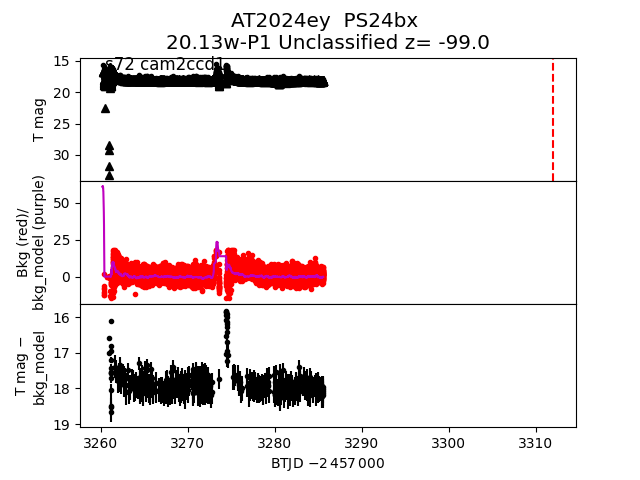 AT2024ey PS24bx
20.13w-P1 Unclassified z= -99.0
s72 cam2ccd1
15
20
25
30
T mag
50
25
0
Bkg (red)/
bkg_model (purple)
16
17
18
19
T mag −
bkg_model
3260 3270 3280 3290 3300 3310
BTJD −2 457 000